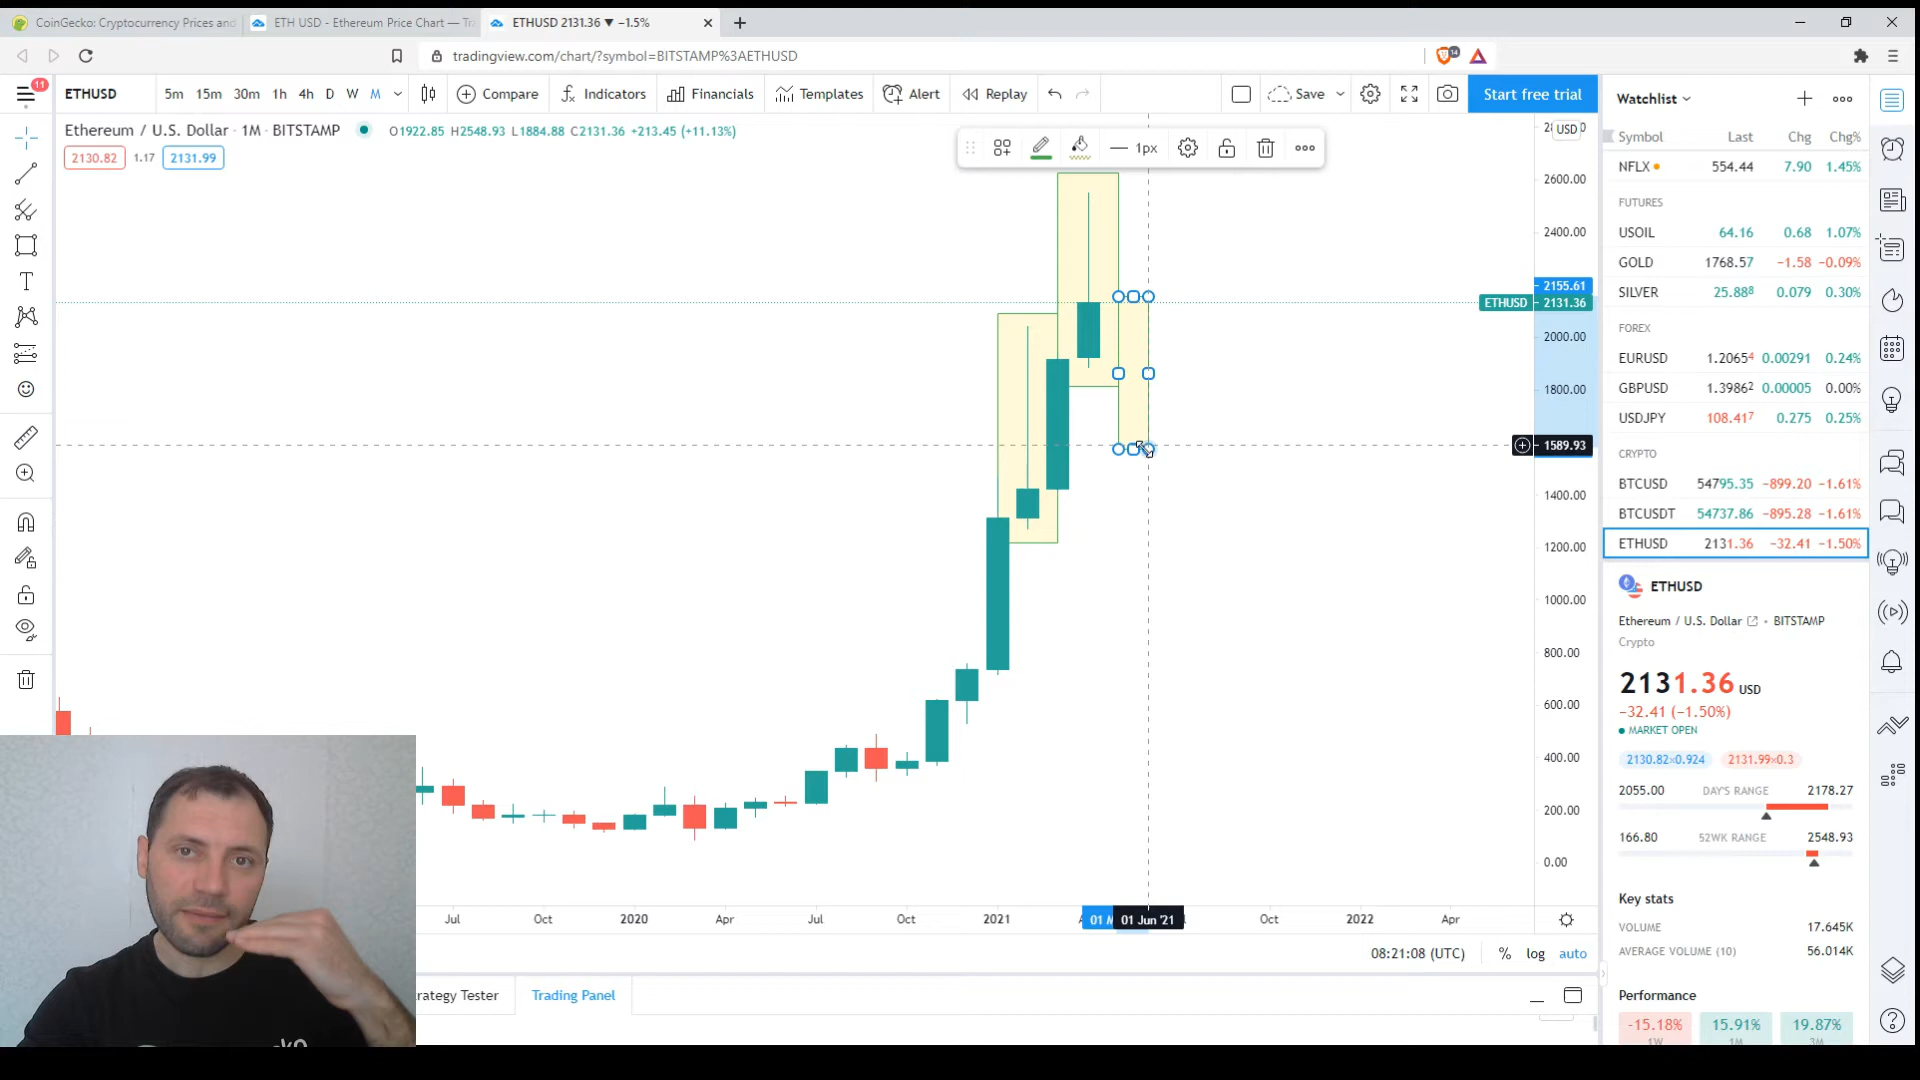 CoinGecko: Cryptocurrency Prices and
ETH USD - Ethereum Price Chart — Tr
ETHUSD 2131.36 ▼ −1.5%
tradingview.com/chart/?symbol=BITSTAMP%3AETHUSD
14
11
ETHUSD
5m 15m 30m 1h 4h D W M
Compare
Indicators
Financials
Templates
Alert
Replay
Save
Start free trial
Ethereum / U.S. Dollar · 1M · BITSTAMP
O1922.85 H2548.93 L1884.88 C2131.36 +213.45 (+11.13%)
2130.82 1.17 2131.99
1px
USD
2600.00
2400.00
2155.61
ETHUSD 2131.36
2000.00
1800.00
1589.93
1400.00
1200.00
1000.00
800.00
600.00
400.00
200.00
0.00
Jul Oct 2020 Apr Jul Oct 2021 01 M 01 Jun '21 Oct 2022 Apr
08:21:08 (UTC) % log auto
rategy Tester
Trading Panel
Watchlist
Symbol Last Chg Chg%
NFLX 554.44 7.90 1.45%
FUTURES
USOIL 64.16 0.68 1.07%
GOLD 1768.57 −1.58 −0.09%
SILVER 25.888 0.079 0.30%
FOREX
EURUSD 1.20654 0.00291 0.24%
GBPUSD 1.39862 0.00005 0.00%
USDJPY 108.417 0.275 0.25%
CRYPTO
BTCUSD 54795.35 −899.20 −1.61%
BTCUSDT 54737.86 −895.28 −1.61%
ETHUSD 2131.36 −32.41 −1.50%
ETHUSD
Ethereum / U.S. Dollar • BITSTAMP
Crypto
2131.36 USD
−32.41 (−1.50%)
MARKET OPEN
2130.82×0.924 2131.99×0.3
2055.00 DAY'S RANGE 2178.27
166.80 52WK RANGE 2548.93
Key stats
VOLUME 17.645K
AVERAGE VOLUME (10) 56.014K
Performance
-15.18% 15.91% 19.87%
1W 1M 3M